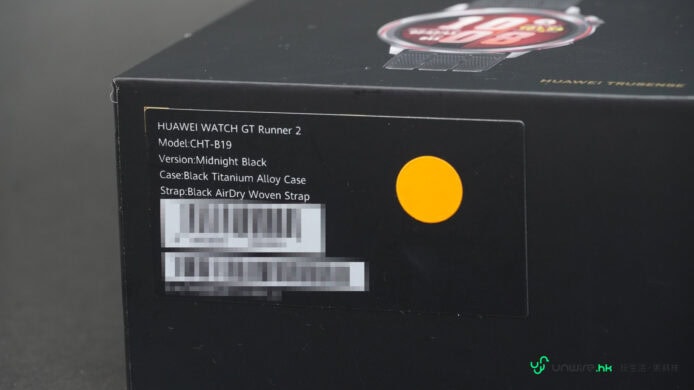 HUAWEI TRUSENSE
HUAWEI WATCH GT Runner 2
Model:CHT-B19
Version:Midnight Black
Case:Black Titanium Alloy Case
Strap:Black AirDry Woven Strap
unwire.hk